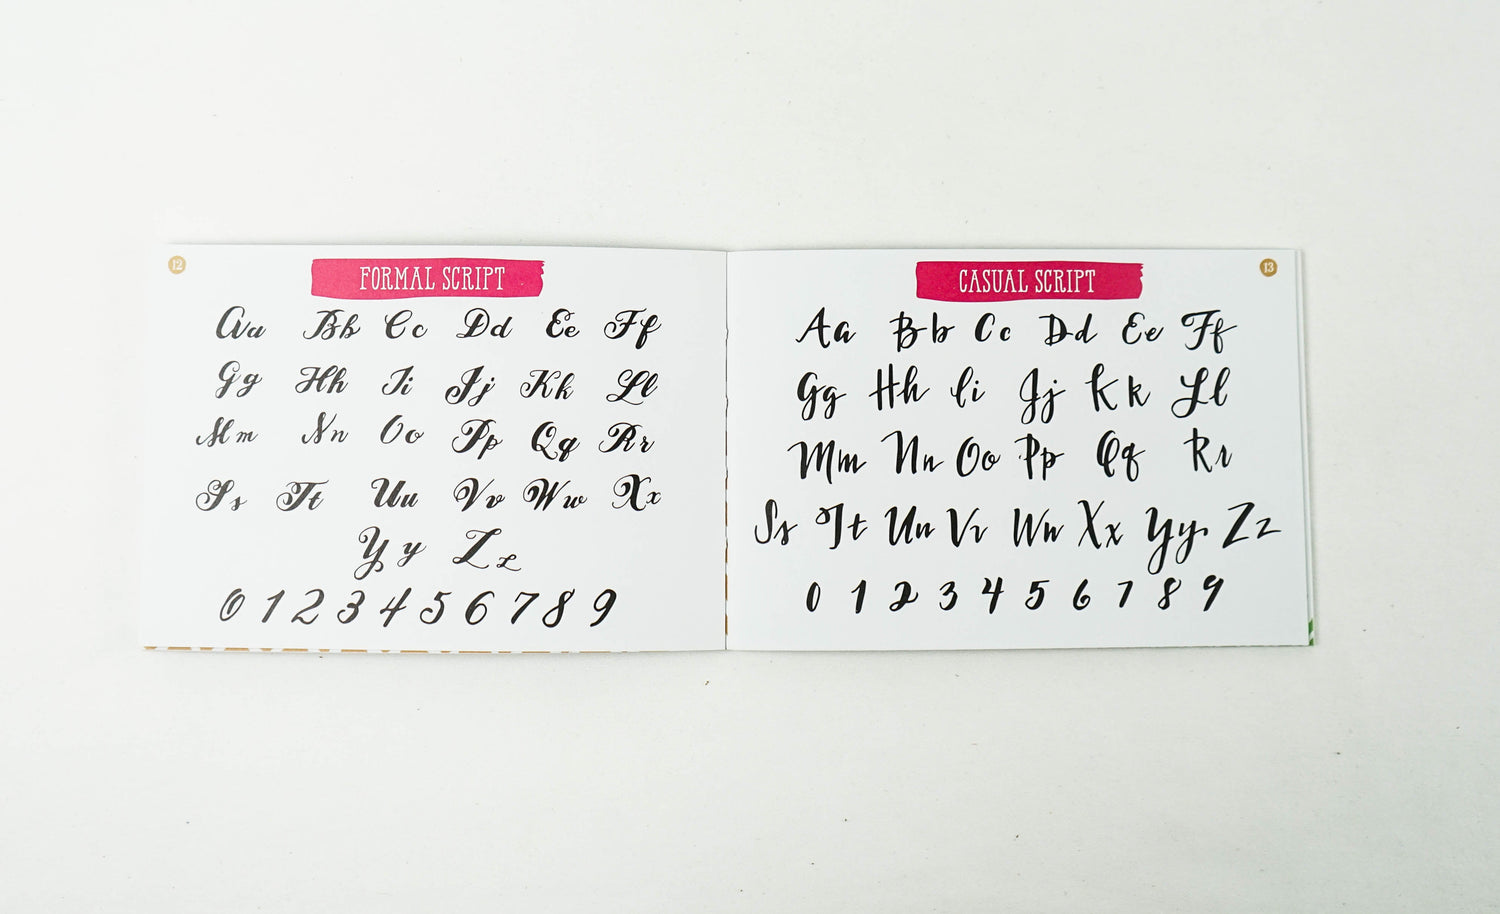 12
FORMAL SCRIPT
Aa Bb Cc Dd Ee Ff
Gg Hh Ii Jj Kk Ll
Mm Nn Oo Pp Qq Rr
Ss Tt Uu Vv Ww Xx
Yy Zz
0 1 2 3 4 5 6 7 8 9
13
CASUAL SCRIPT
Aa Bb Cc Dd Ee Ff
Gg Hh Ii Jj Kk Ll
Mm Nn Oo Pp Qq Rr
Ss Tt Uu Vv Ww Xx Yy Zz
0 1 2 3 4 5 6 7 8 9